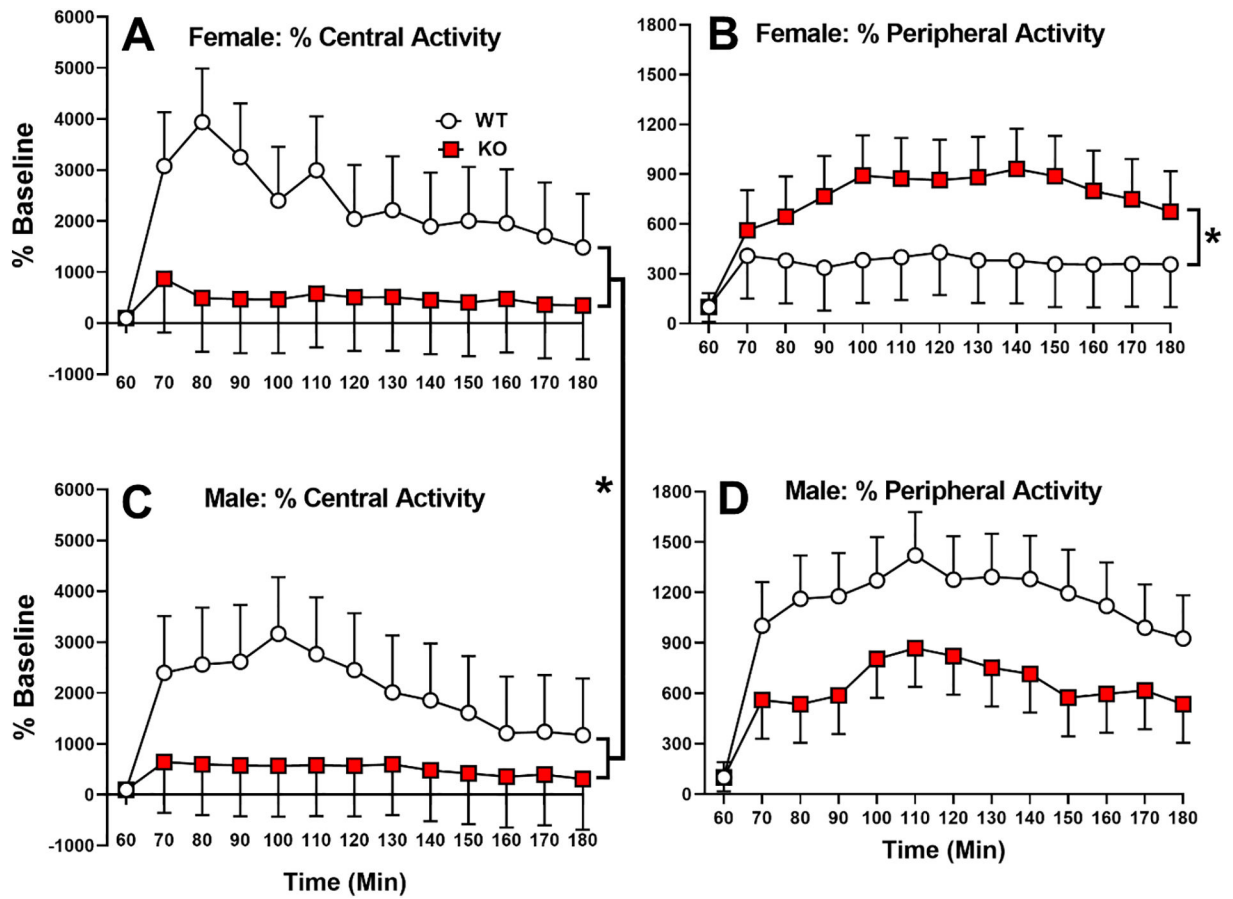 A Female: % Central Activity
% Baseline
6000
5000
4000
3000
2000
1000
0
-1000
WT
KO
60 70 80 90 100 110 120 130 140 150 160 170 180
B Female: % Peripheral Activity
1800
1500
1200
900
600
300
0
*
60 70 80 90 100 110 120 130 140 150 160 170 180
*
C Male: % Central Activity
% Baseline
6000
5000
4000
3000
2000
1000
0
-1000
60 70 80 90 100 110 120 130 140 150 160 170 180
Time (Min)
D Male: % Peripheral Activity
1800
1500
1200
900
600
300
0
60 70 80 90 100 110 120 130 140 150 160 170 180
Time (Min)